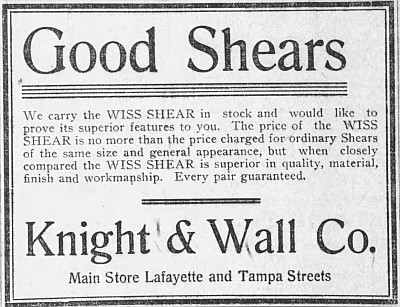 Good Shears
We carry the WISS SHEAR in stock and would like to
prove its superior features to you. The price of the WISS
SHEAR is no more than the price charged for ordinary Shears
of the same size and general appearance, but when closely
compared the WISS SHEAR is superior in quality, material,
finish and workmanship. Every pair guaranteed.
Knight & Wall Co.
Main Store Lafayette and Tampa Streets